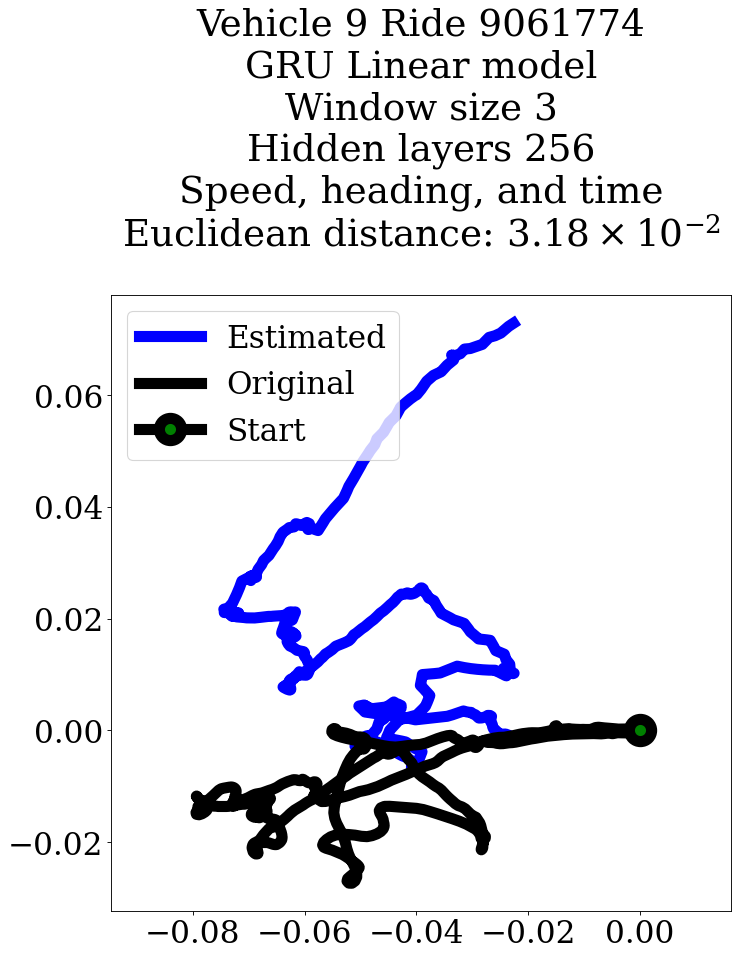 Vehicle 9 Ride 9061774
GRU Linear model
Window size 3
Hidden layers 256
Speed, heading, and time
Euclidean distance: 3.18 × 10⁻²
Estimated
Original
Start
0.06
0.04
0.02
0.00
−0.02
−0.08 −0.06 −0.04 −0.02 0.00